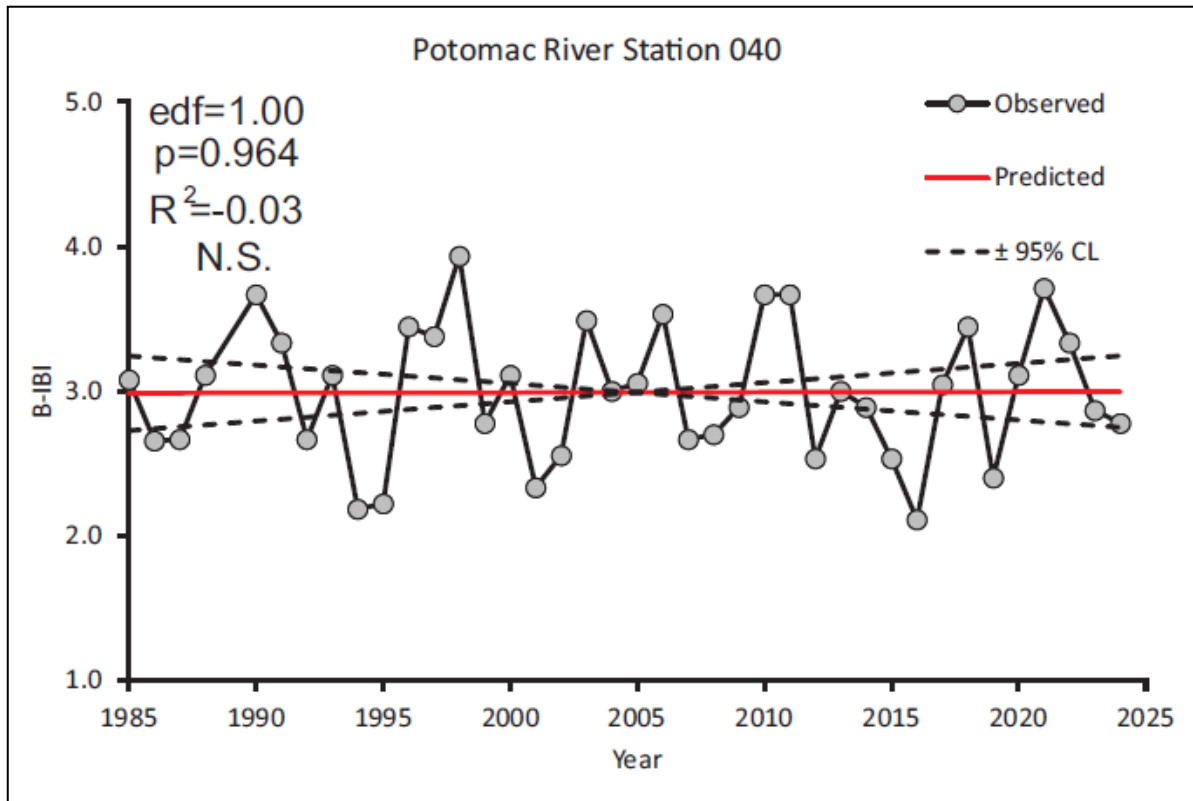 Potomac River Station 040
edf=1.00
p=0.964
R²=-0.03
N.S.
Observed
Predicted
± 95% CL
B-IBI
5.0
4.0
3.0
2.0
1.0
1985 1990 1995 2000 2005 2010 2015 2020 2025
Year